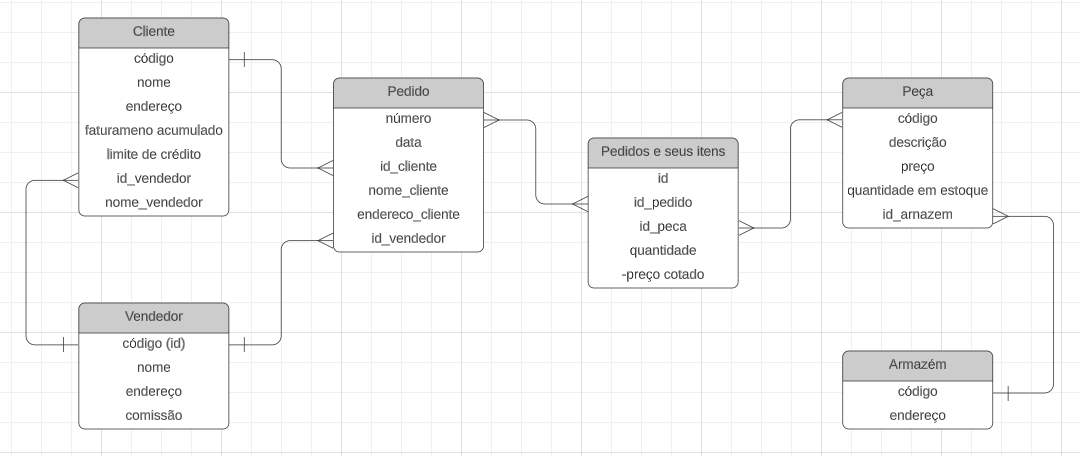 Cliente
código
nome
endereço
faturameno acumulado
limite de crédito
id_vendedor
nome_vendedor
Vendedor
código (id)
nome
endereço
comissão
Pedido
número
data
id_cliente
nome_cliente
endereco_cliente
id_vendedor
Pedidos e seus itens
id
id_pedido
id_peca
quantidade
-preço cotado
Peça
código
descrição
preço
quantidade em estoque
id_arnazem
Armazém
código
endereço